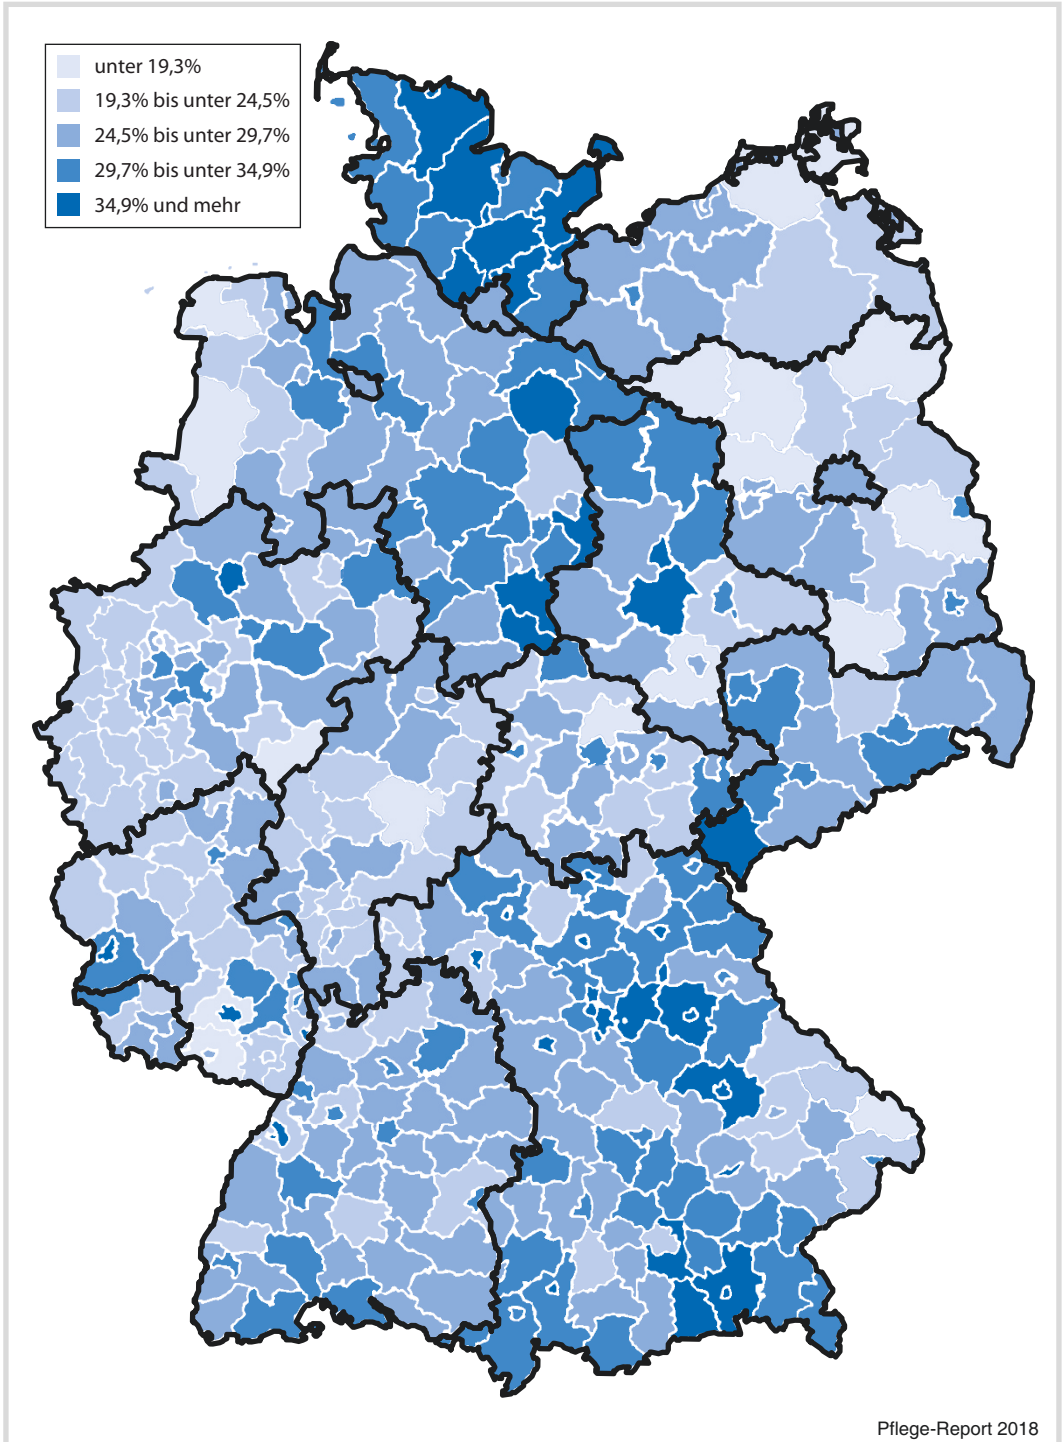 unter 19,3%
19,3% bis unter 24,5%
24,5% bis unter 29,7%
29,7% bis unter 34,9%
34,9% und mehr
Pflege-Report 2018